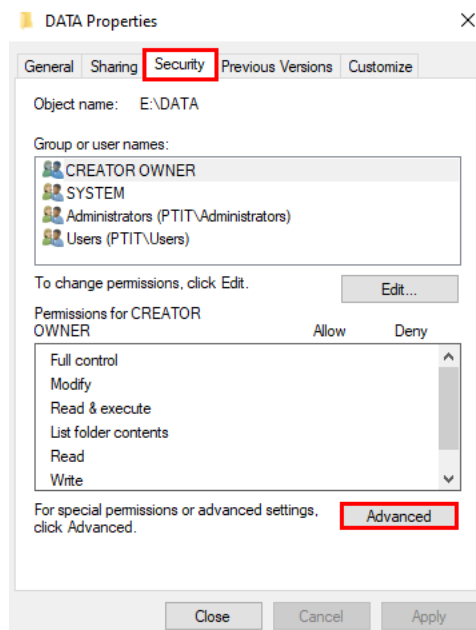 DATA Properties
General Sharing Security Previous Versions Customize
Object name: E:\DATA
Group or user names:
CREATOR OWNER
SYSTEM
Administrators (PTIT\Administrators)
Users (PTIT\Users)
To change permissions, click Edit.
Edit...
Permissions for CREATOR
OWNER Allow Deny
Full control
Modify
Read & execute
List folder contents
Read
Write
For special permissions or advanced settings,
click Advanced.
Advanced
Close Cancel Apply